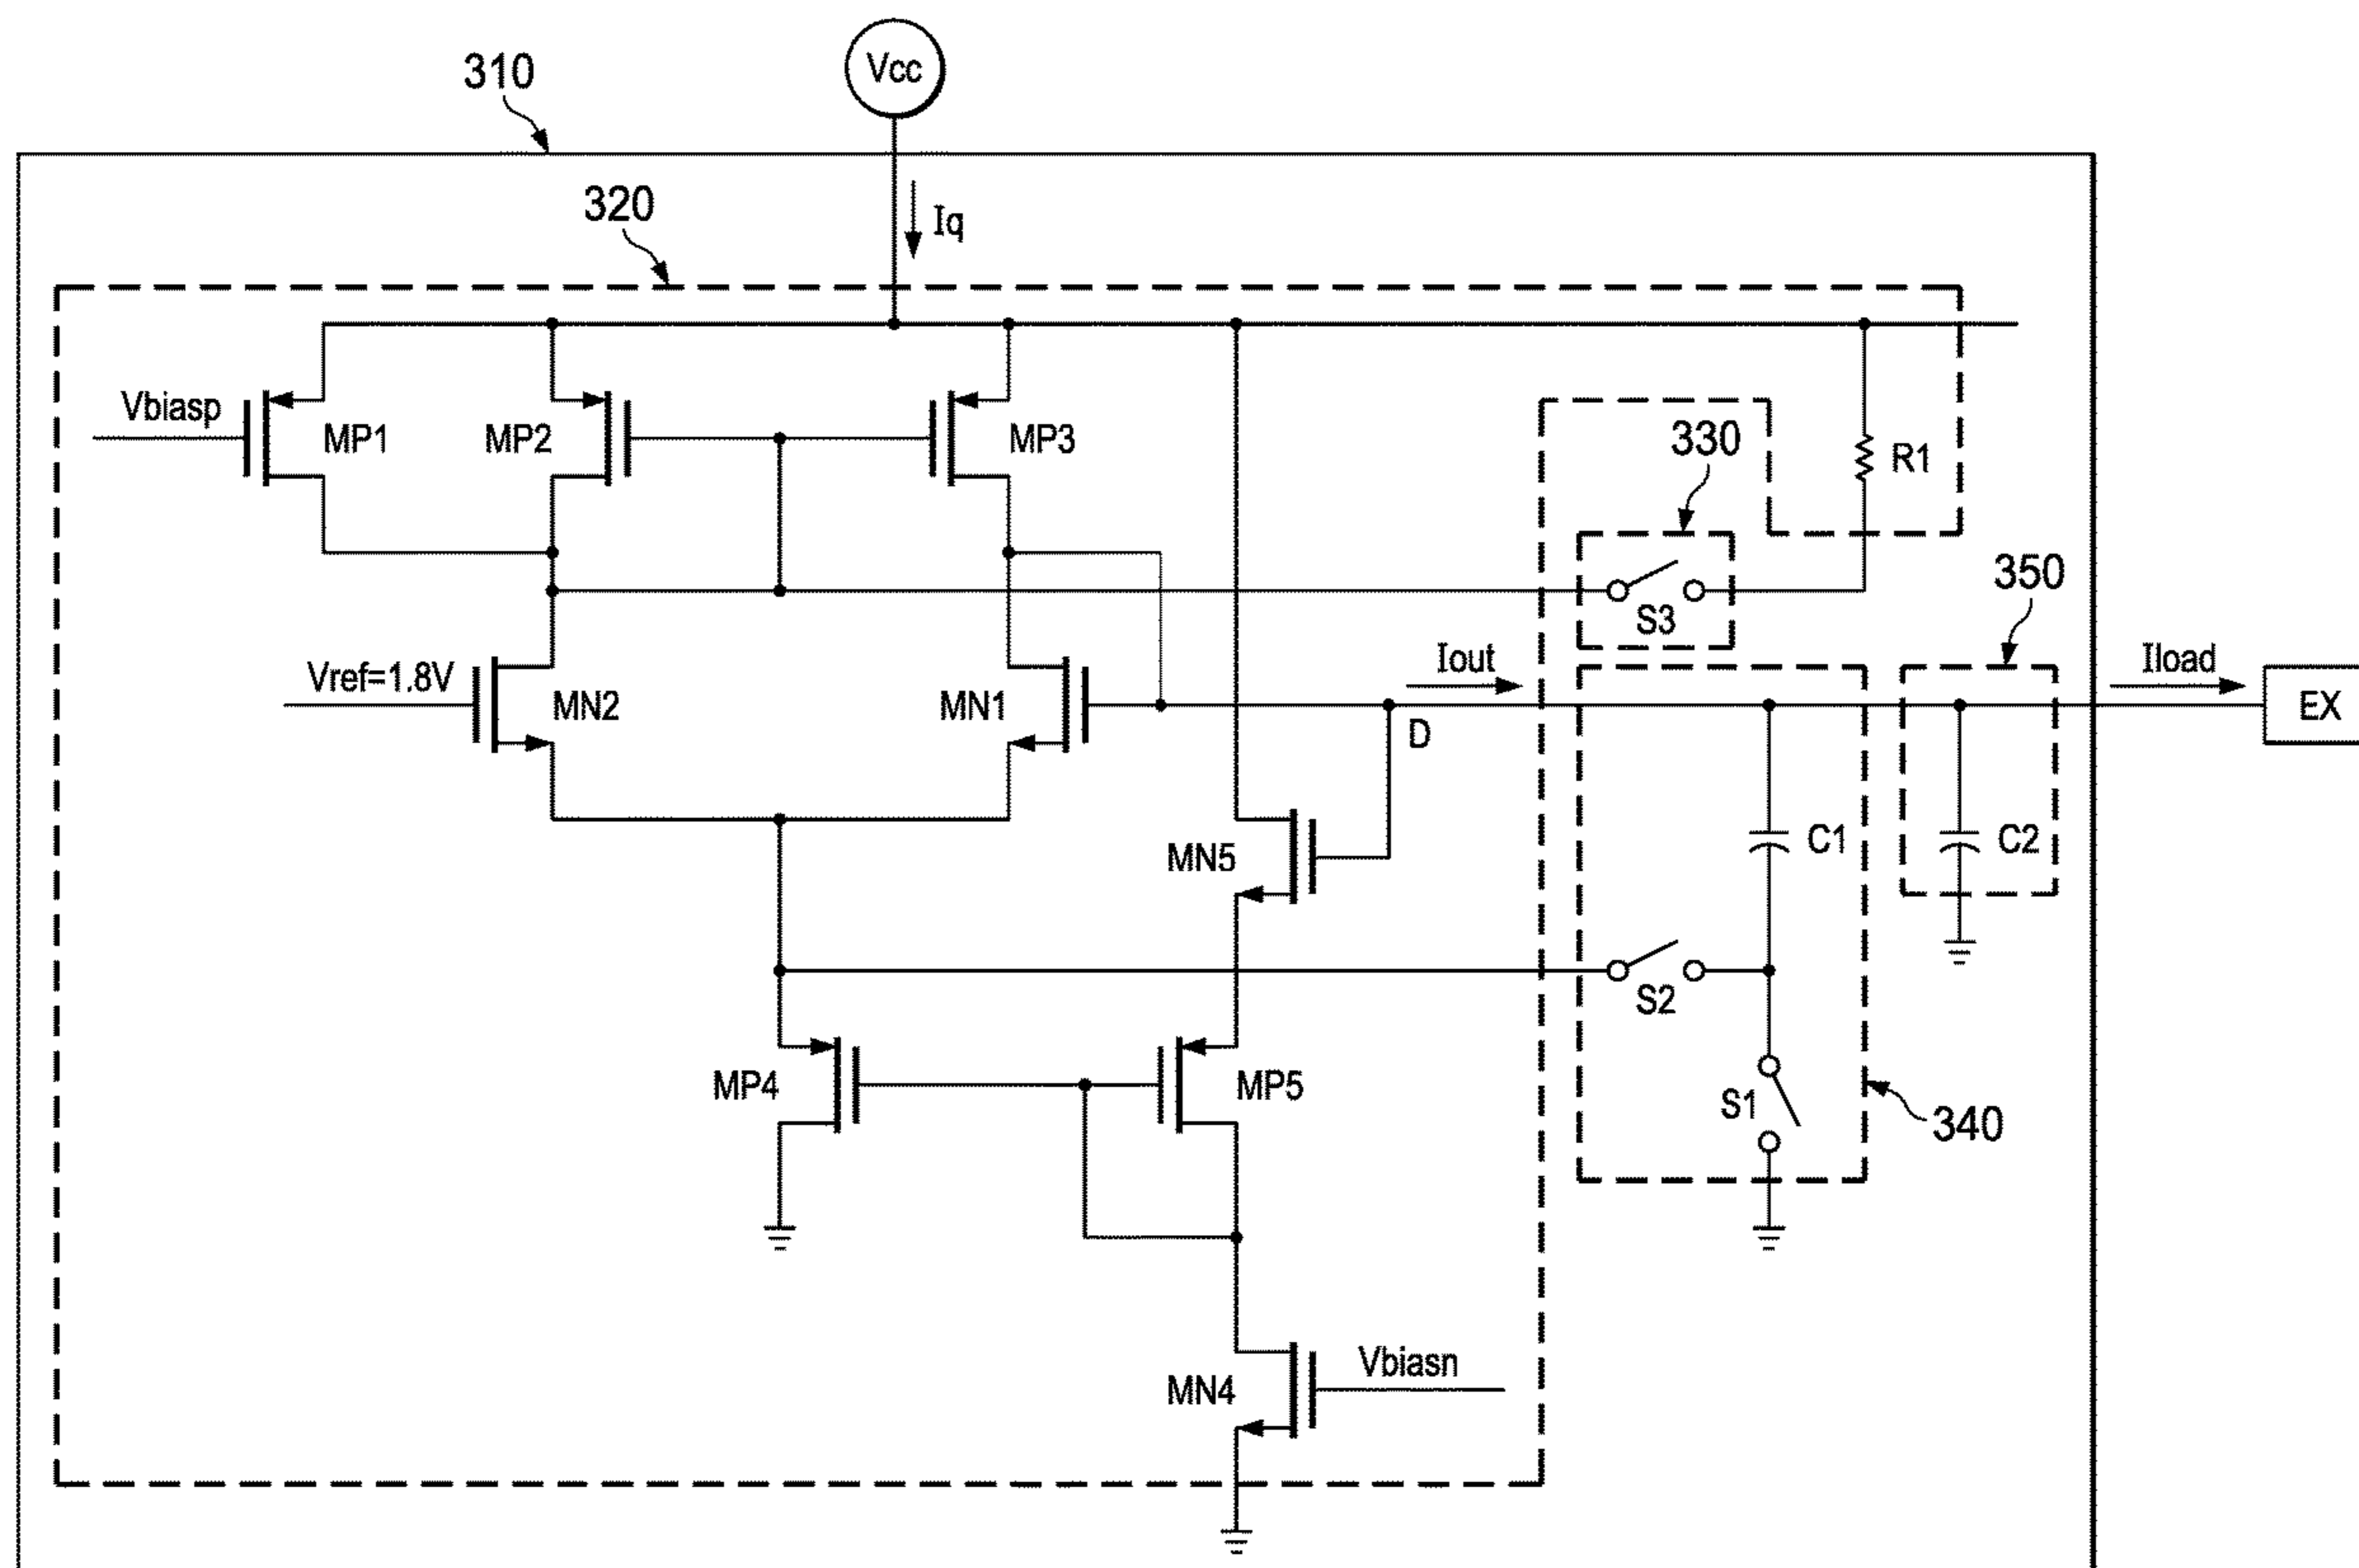 Vcc
310
320
Iq
Vbiasp
MP1
MP2
MP3
330
R1
S3
350
Vref=1.8V
MN2
MN1
Iout
D
Iload
EX
MN5
C1
C2
S2
MP4
MP5
S1
340
MN4
Vbiasn